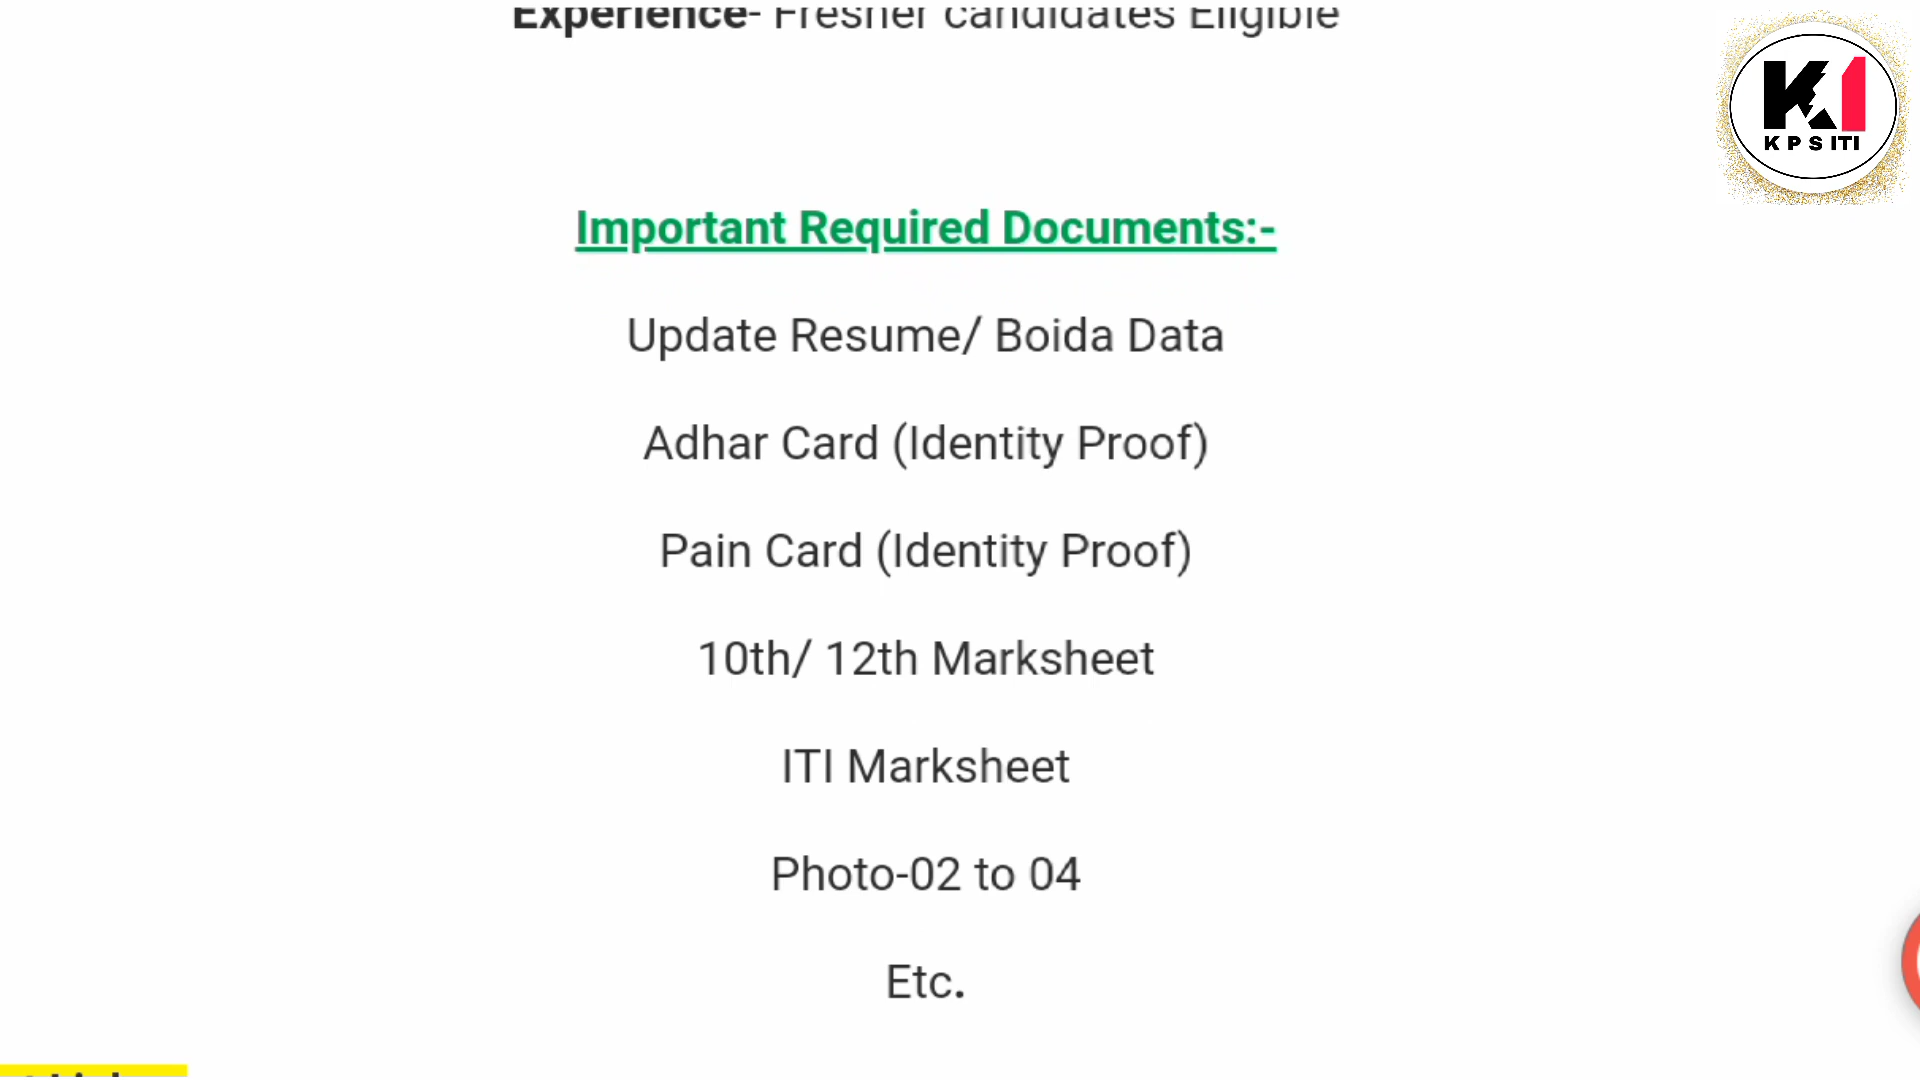 Experience- Fresher candidates Eligible
K1
K P S ITI
Important Required Documents:-
Update Resume/ Boida Data
Adhar Card (Identity Proof)
Pain Card (Identity Proof)
10th/ 12th Marksheet
ITI Marksheet
Photo-02 to 04
Etc.